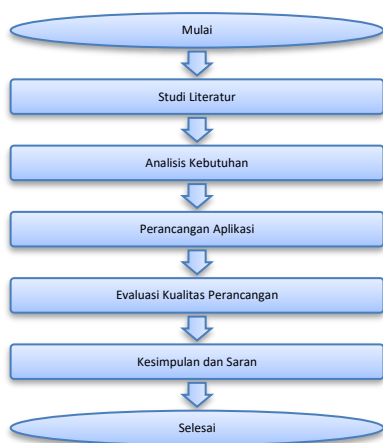 Mulai
Studi Literatur
Analisis Kebutuhan
Perancangan Aplikasi
Evaluasi Kualitas Perancangan
Kesimpulan dan Saran
Selesai